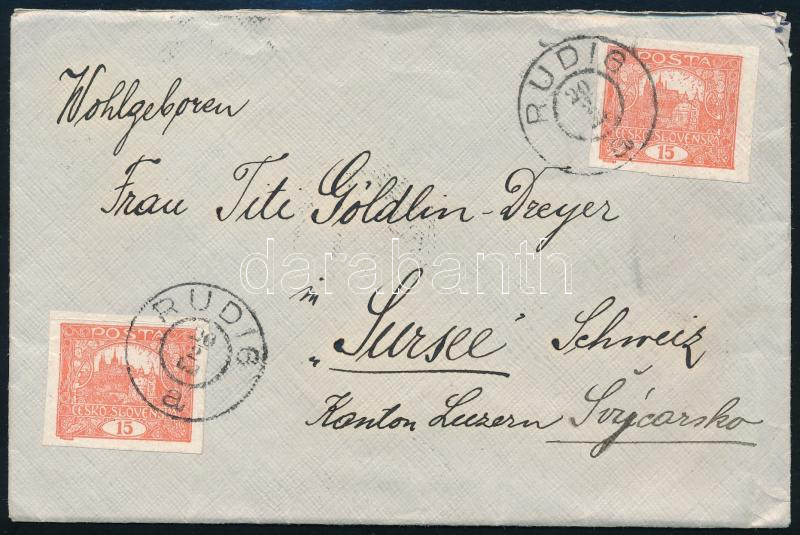 POSTA
ČESKO-SLOVENSKÁ
15
RUDIG
Wohlgeboren
Frau Titi Göldlin-Dreyer
in
„Sursee" Schweiz
Kanton Luzern Švýcarsko
POSTA
ČESKO-SLOVENSKÁ
15
RUDIG
a
darabanth